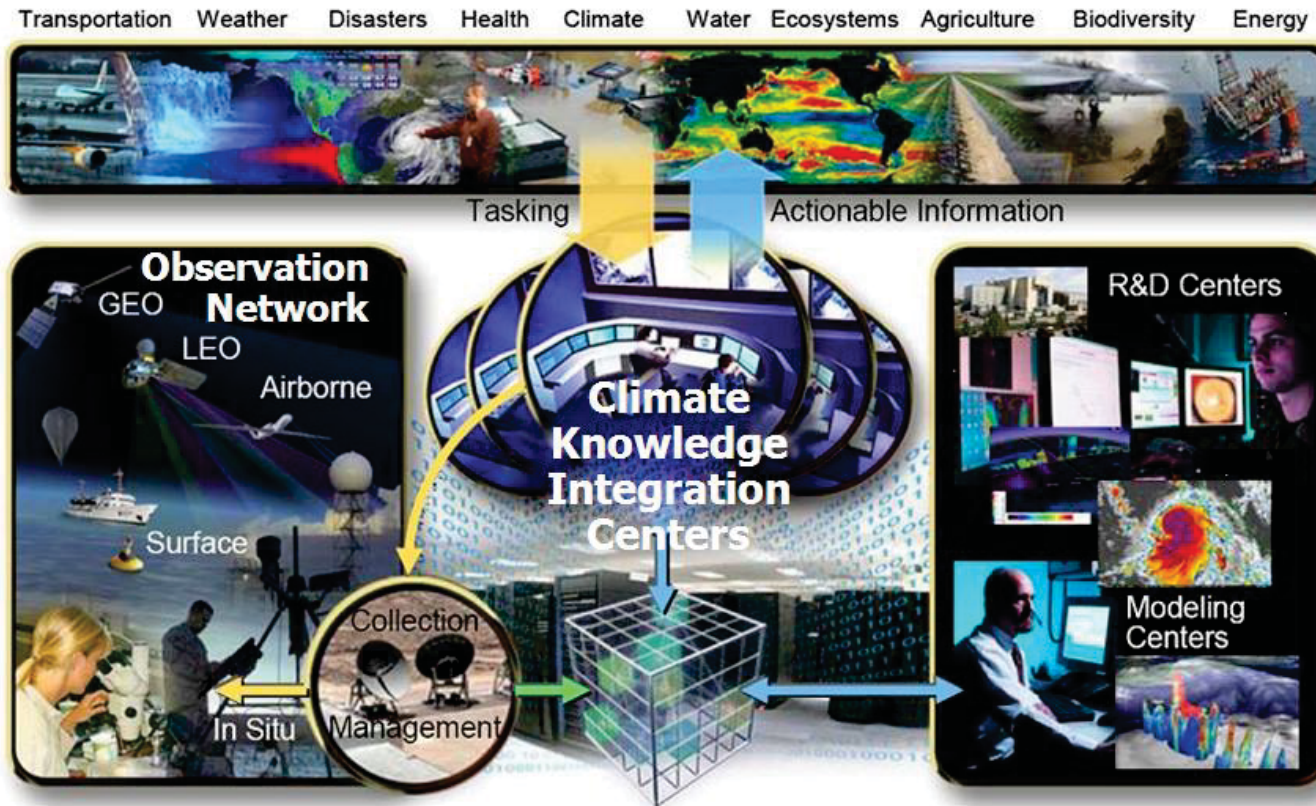 Transportation Weather Disasters Health Climate Water Ecosystems Agriculture Biodiversity Energy
Tasking
Actionable Information
Observation
Network
GEO
LEO
Airborne
Surface
In Situ
Collection
Management
Climate
Knowledge
Integration
Centers
R&D Centers
Modeling
Centers